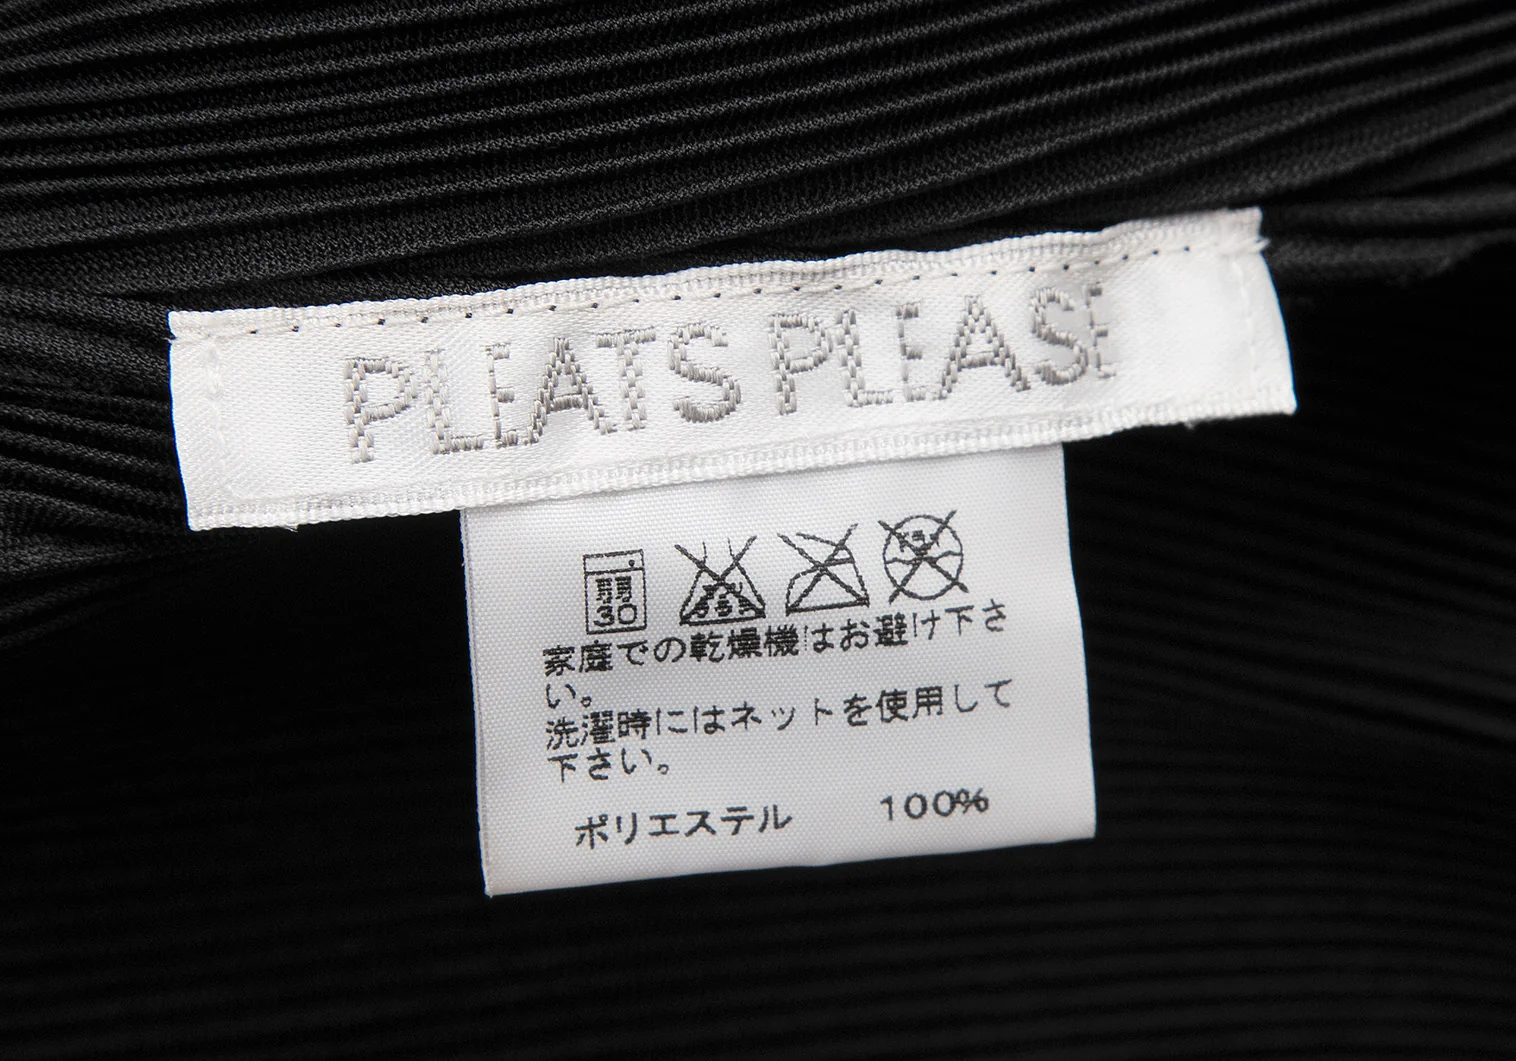 PLEATS PLEASE
30
家庭での乾燥機はお避け下さ
い。
洗濯時にはネットを使用して
下さい。
ポリエステル 100%